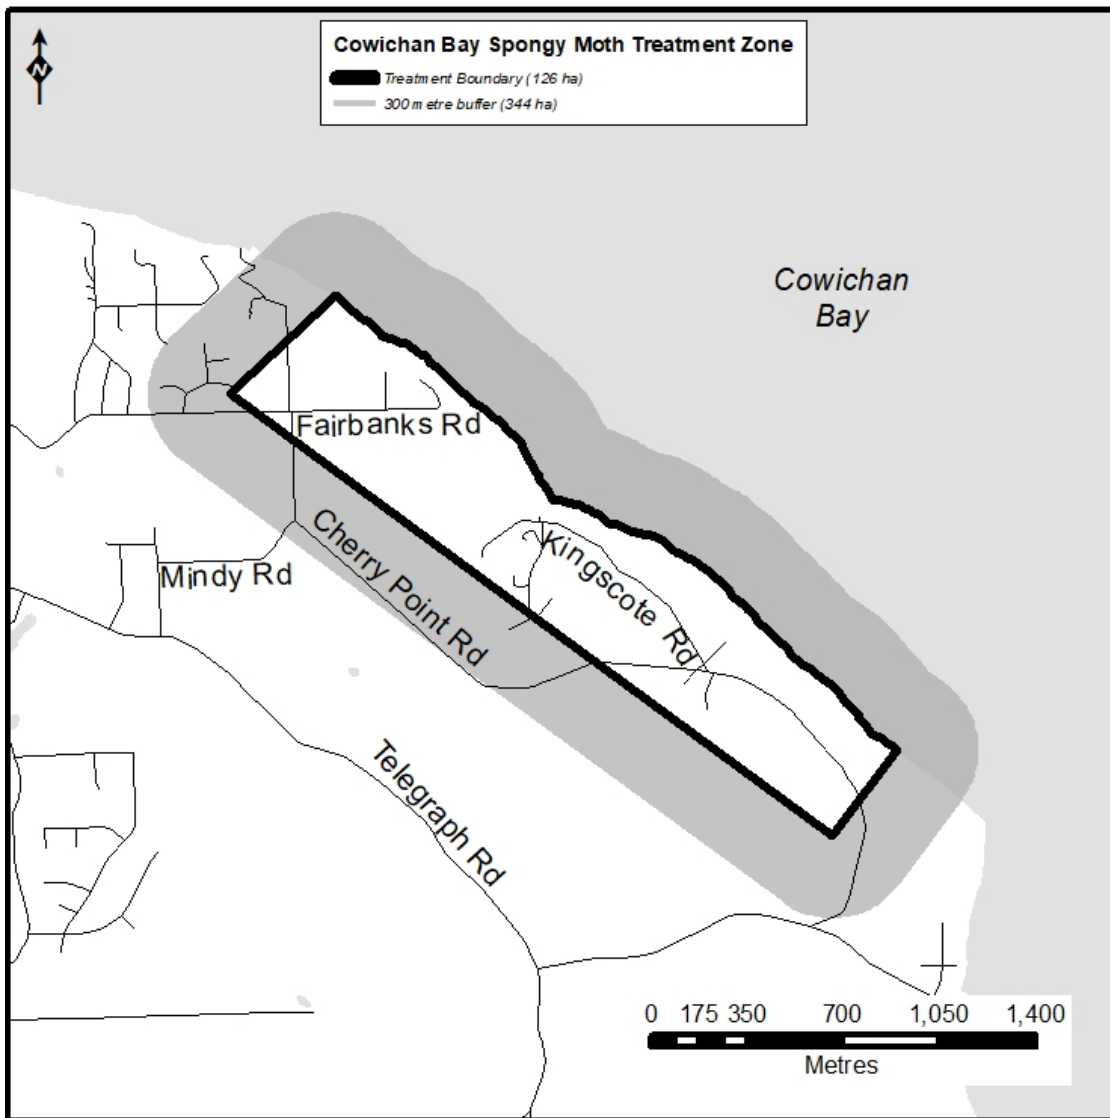 N
Cowichan Bay Spongy Moth Treatment Zone
Treatment Boundary (126 ha)
300 metre buffer (344 ha)
Cowichan
Bay
Fairbanks Rd
Cherry Point Rd
Kingscote Rd
Mindy Rd
Telegraph Rd
0 175 350 700 1,050 1,400
Metres